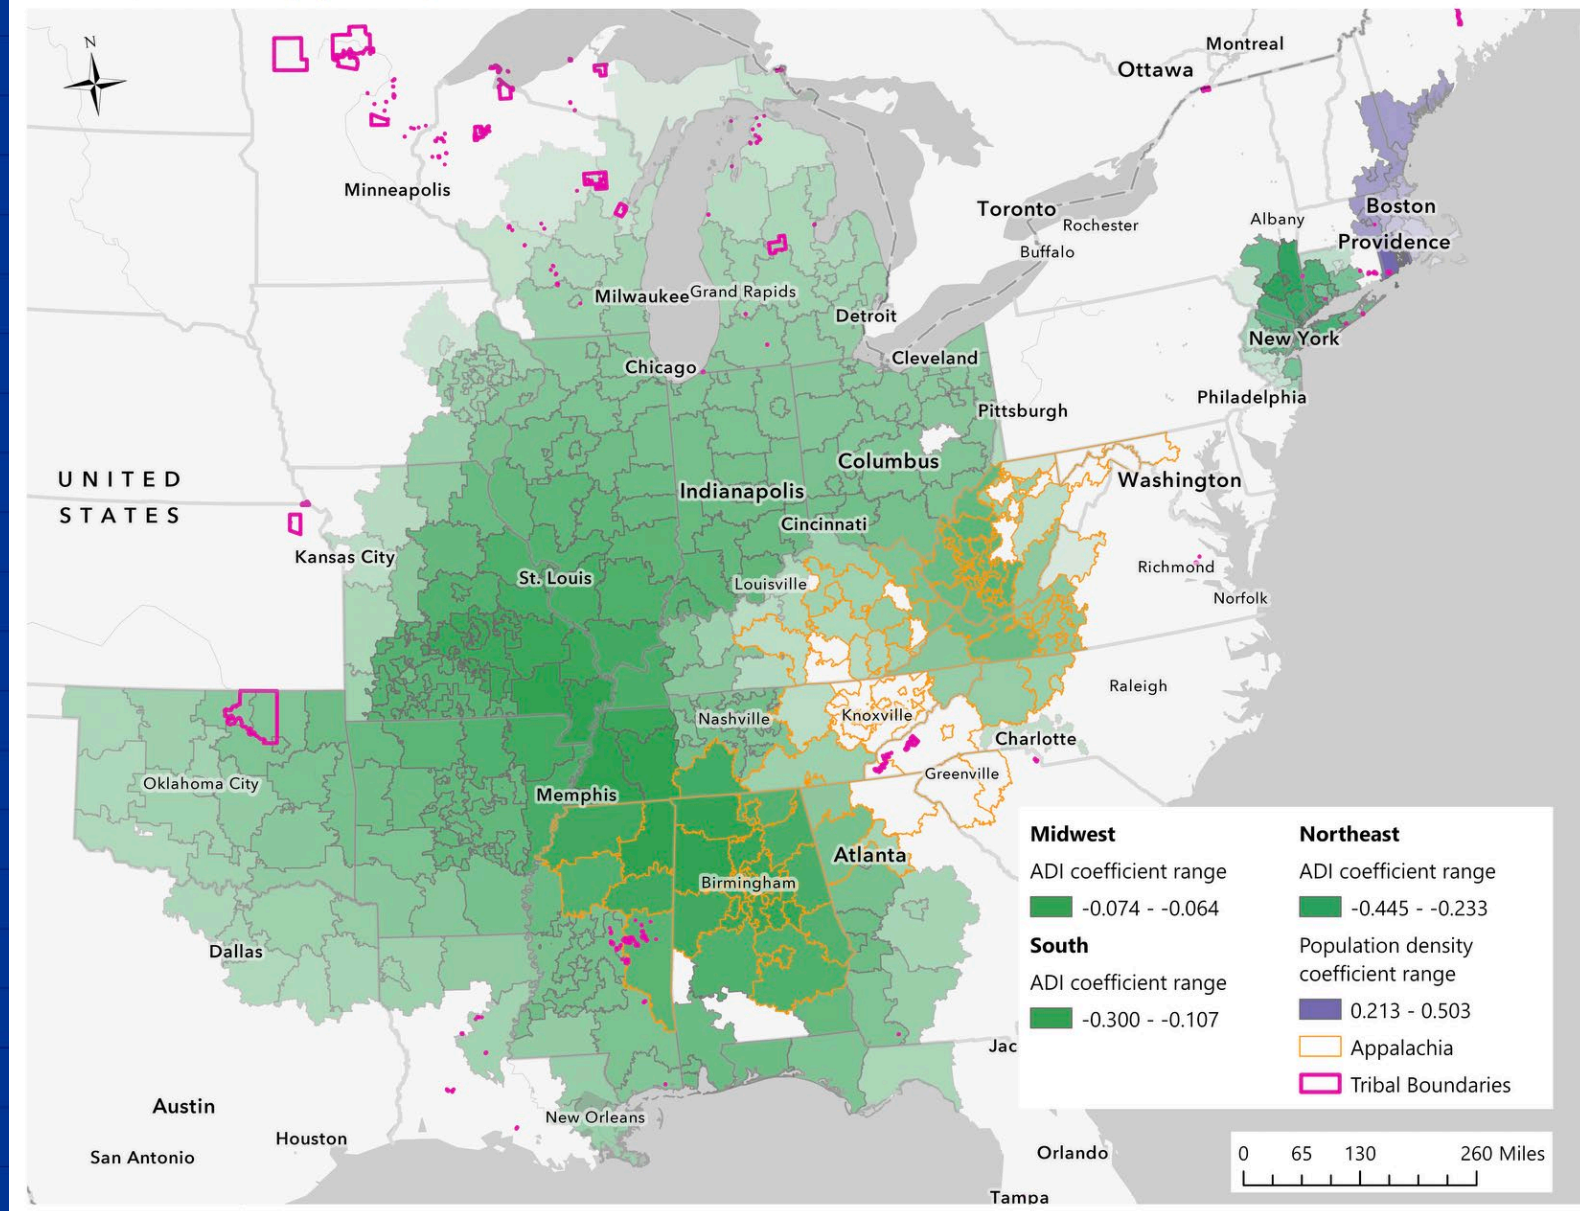 N
Montreal
Ottawa
Minneapolis
Toronto
Rochester
Buffalo
Albany
Boston
Providence
Milwaukee
Grand Rapids
Detroit
New York
Chicago
Cleveland
Pittsburgh
Philadelphia
Columbus
UNITED
STATES
Indianapolis
Washington
Cincinnati
Kansas City
St. Louis
Louisville
Richmond
Norfolk
Raleigh
Nashville
Knoxville
Charlotte
Oklahoma City
Memphis
Greenville
Atlanta
Birmingham
Dallas
Jac
New Orleans
Austin
Houston
San Antonio
Orlando
Tampa
Midwest
ADI coefficient range
-0.074 - -0.064
South
ADI coefficient range
-0.300 - -0.107
Northeast
ADI coefficient range
-0.445 - -0.233
Population density
coefficient range
0.213 - 0.503
Appalachia
Tribal Boundaries
0 65 130 260 Miles